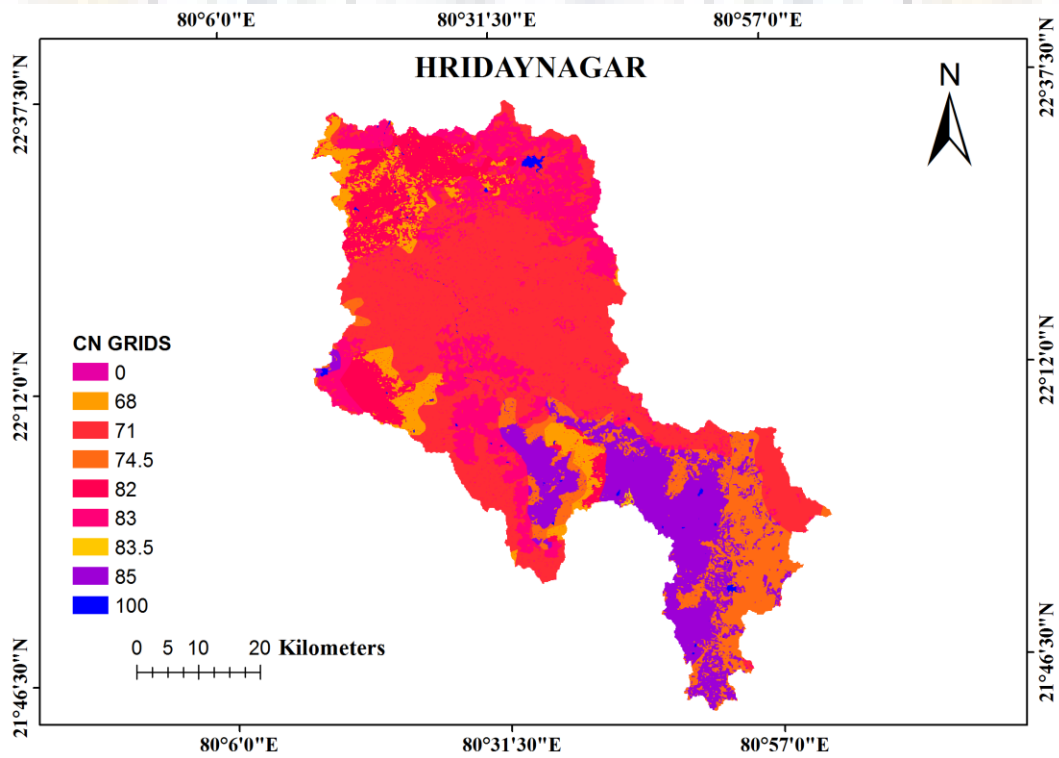 80°6'0"E 80°31'30"E 80°57'0"E
HRIDAYNAGAR
N
22°37'30"N
22°37'30"N
22°12'0"N
22°12'0"N
CN GRIDS
0
68
71
74.5
82
83
83.5
85
100
0 5 10 20 Kilometers
21°46'30"N
21°46'30"N
80°6'0"E 80°31'30"E 80°57'0"E